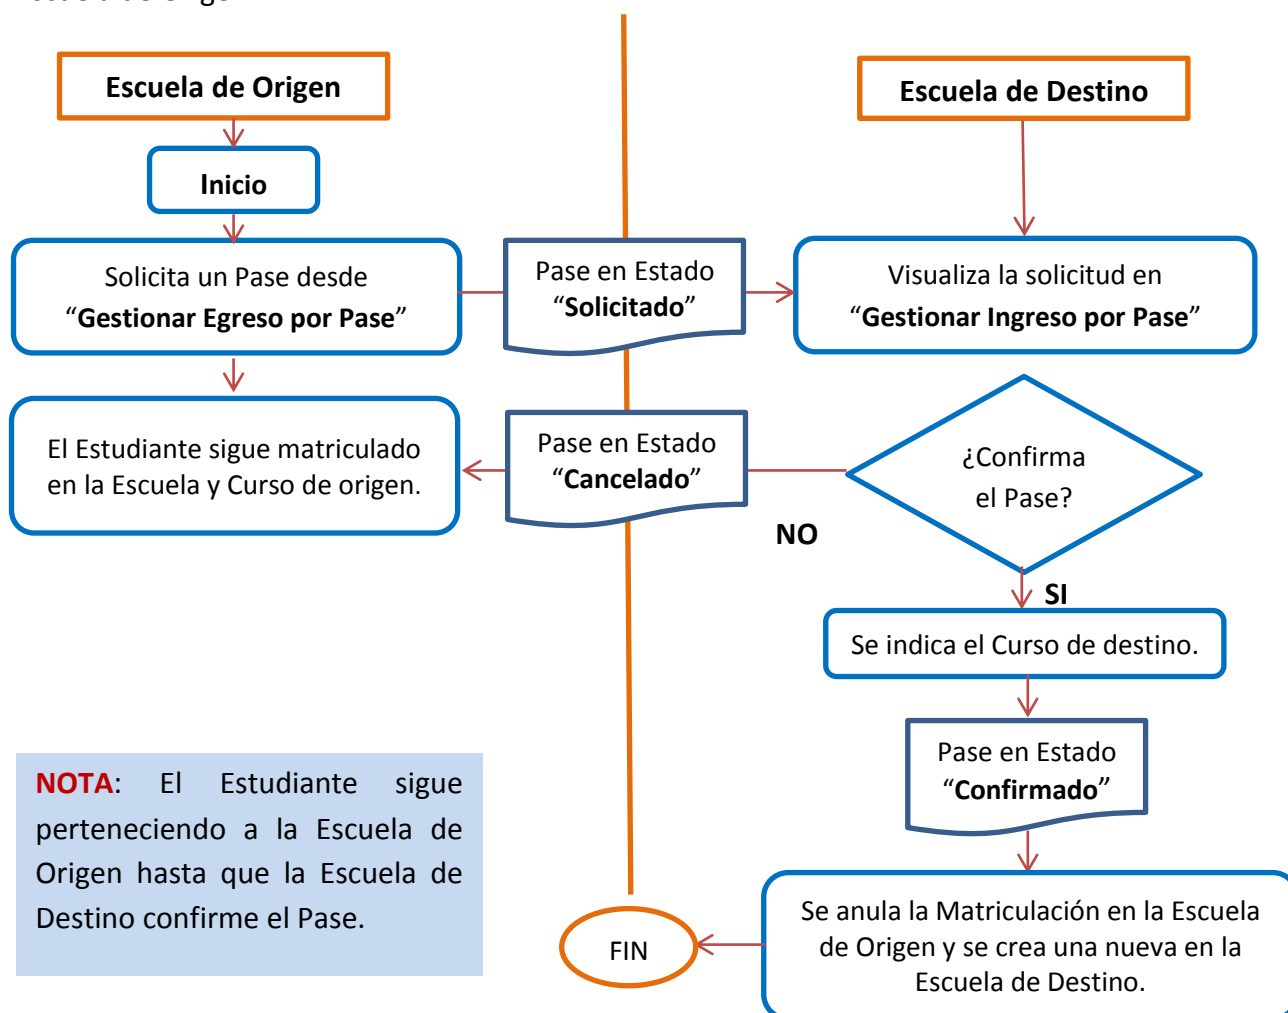 Escuela de Origen
Escuela de Destino
Inicio
Solicita un Pase desde
“Gestionar Egreso por Pase”
Pase en Estado
“Solicitado”
Visualiza la solicitud en
“Gestionar Ingreso por Pase”
El Estudiante sigue matriculado
en la Escuela y Curso de origen.
Pase en Estado
“Cancelado”
¿Confirma
el Pase?
NO
SI
Se indica el Curso de destino.
Pase en Estado
“Confirmado”
NOTA: El Estudiante sigue
perteneciendo a la Escuela de
Origen hasta que la Escuela de
Destino confirme el Pase.
Se anula la Matriculación en la Escuela
de Origen y se crea una nueva en la
Escuela de Destino.
FIN